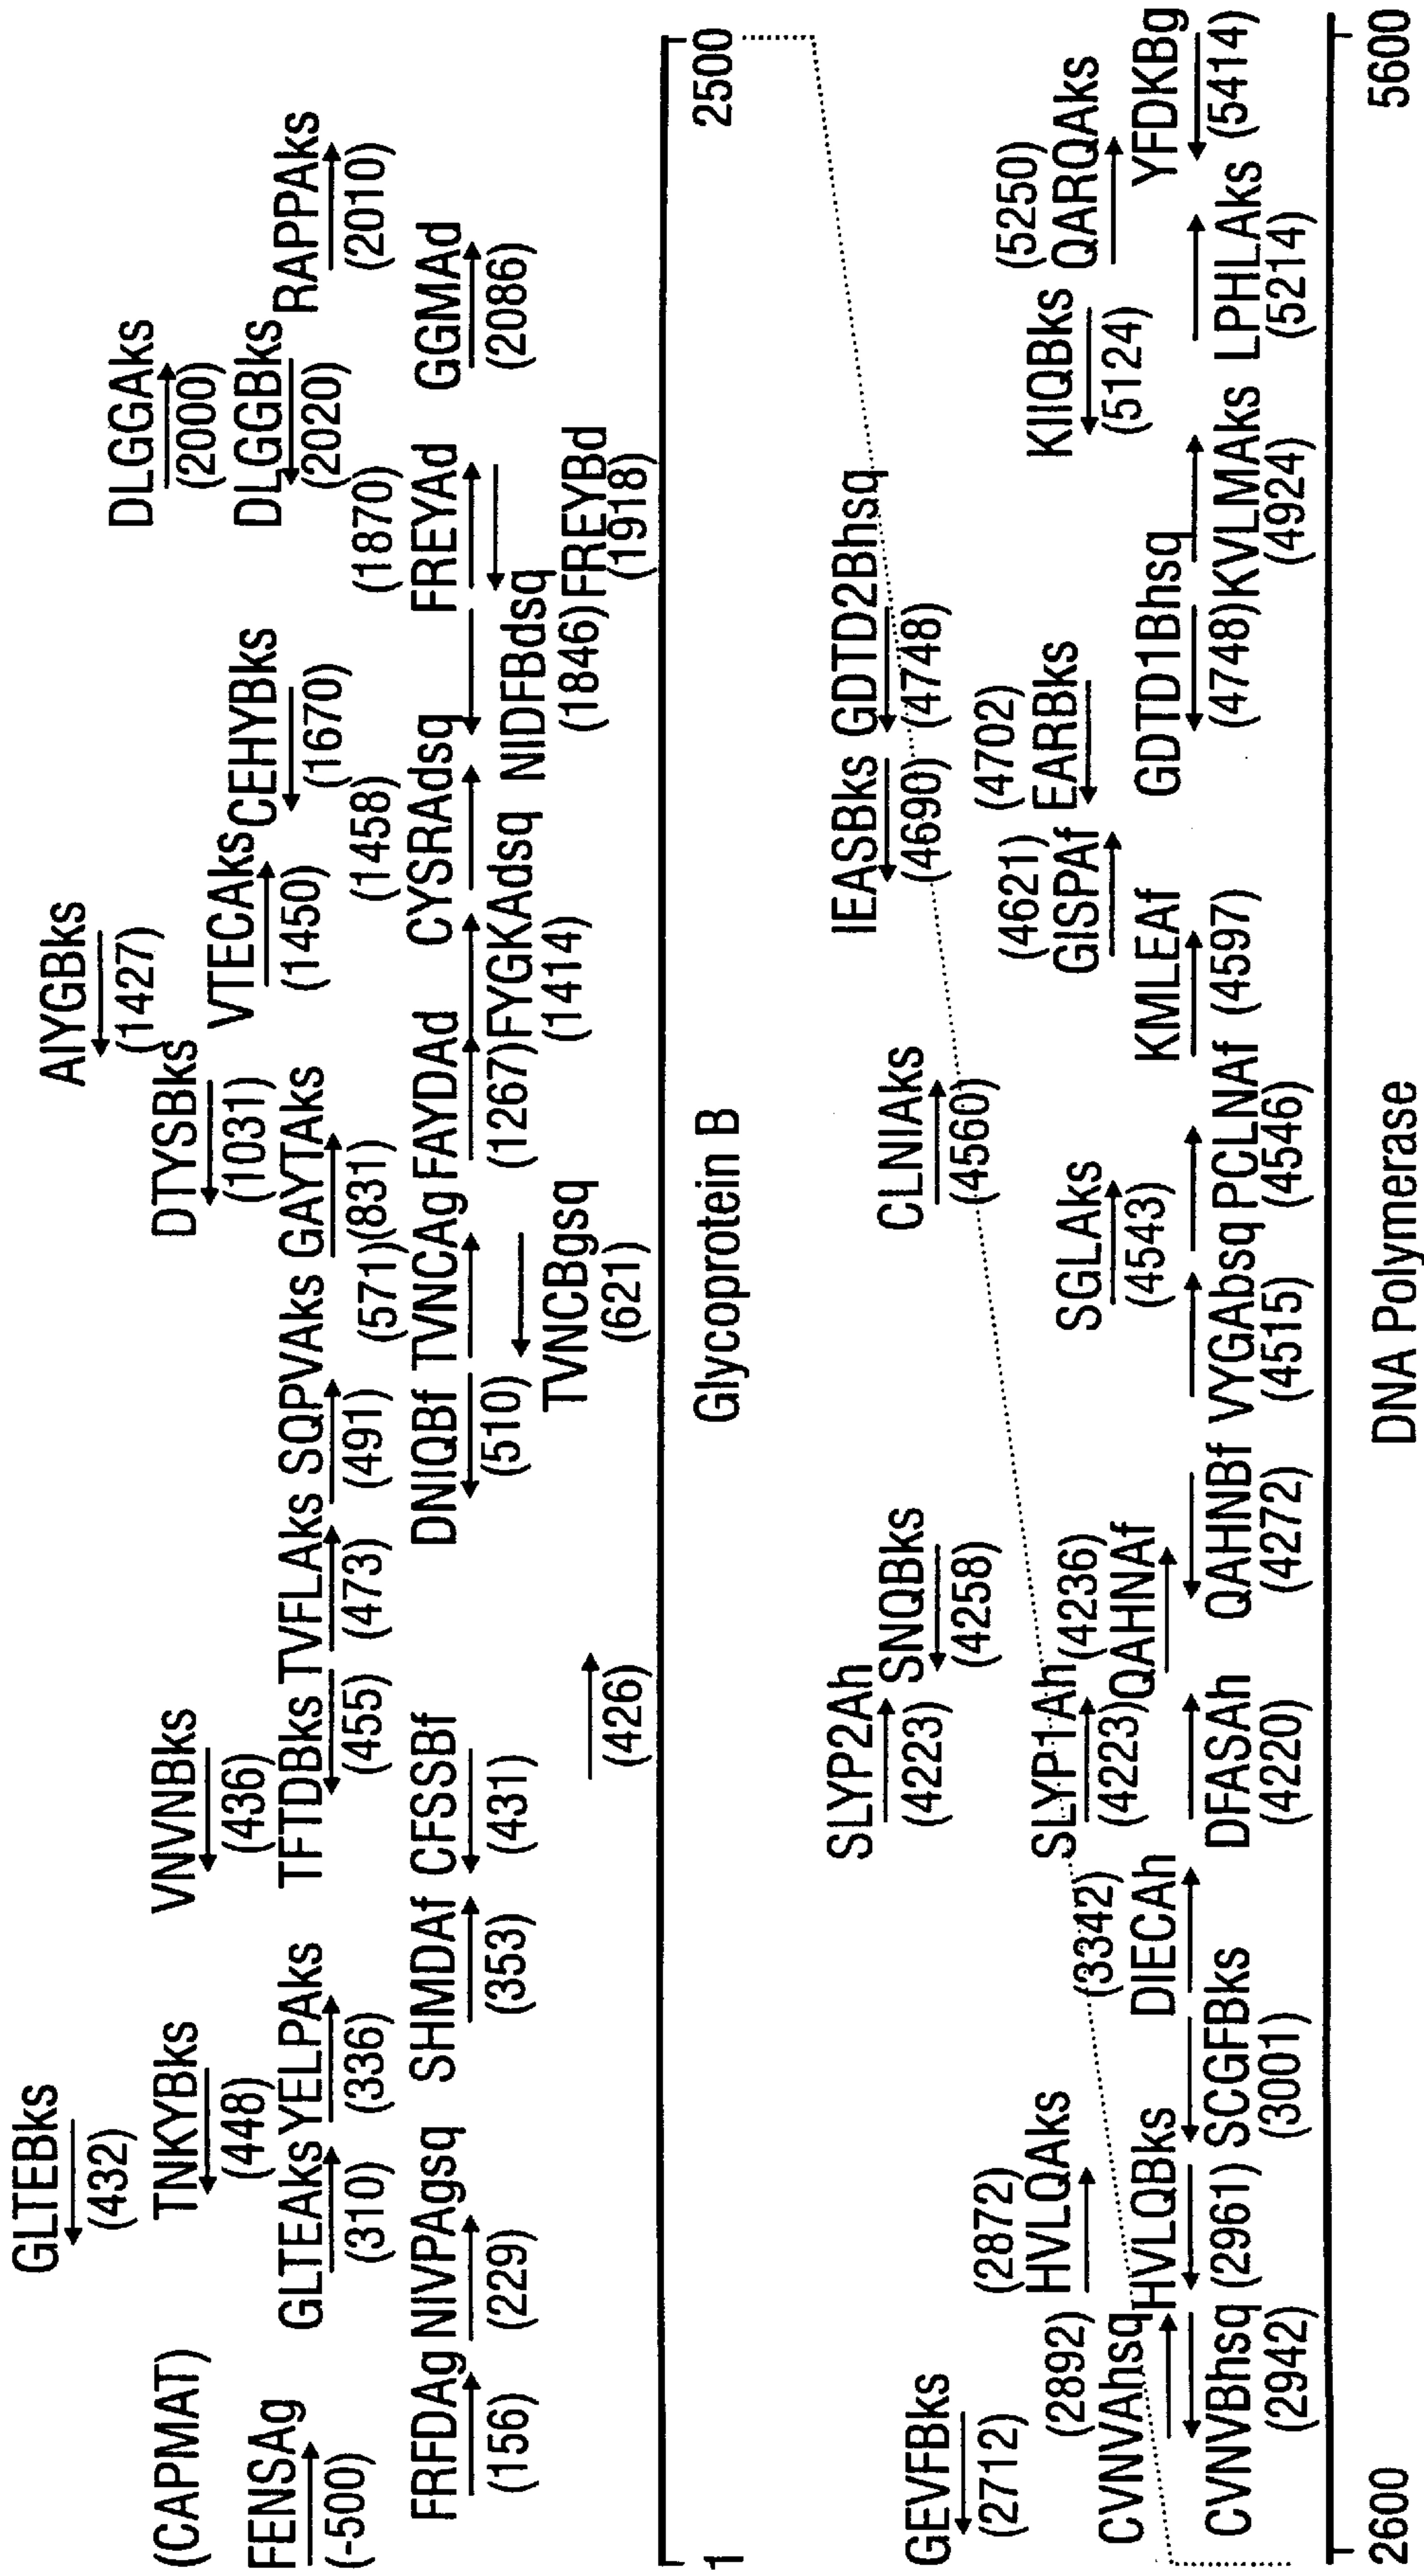 GLTEBks
(432)
AIYGBks
(1427)
(CAPMAT)
TNKYBks
(448)
VNVNBks
(436)
DTYSBks
(1031)
VTECAks
(1450)
CEHYBks
(1670)
DLGGAks
(2000)
DLGGBks
(2020)
RAPPAks
(2010)
FENSAg
(-500)
GLTEAks
(310)
YELPAks
(336)
TFTDBks
(455)
TVFLAks
(473)
SQPVAks
(491)
GAYTAks
(831)
FRFDAg
(156)
NIVPAgsq
(229)
SHMDAf
(353)
CFSSBf
(431)
DNIQBf
(510)
(571)
TVNCAg
FAYDAd
(1267)
FYGKAdsq
(1414)
(1458)
CYSRAdsq
NIDFBdsq
(1846)
(1870)
FREYAd
FREYBd
(1918)
GGMAd
(2086)
(426)
TVNCBgsq
(621)
1
Glycoprotein B
2500
SLYP2Ah
(4223)
SNQBks
(4258)
CLNIAks
(4560)
IEASBks
(4690)
GDTD2Bhsq
(4748)
GEVFBks
(2712)
(2872)
HVLQAks
SLYP1Ah
(4223)
(4236)
QAHNAf
SGLAks
(4543)
(4621)
GISPAf
(4702)
EARBks
KIIQBks
(5124)
(5250)
QARQAks
(2892)
CVNVAhsq
HVLQBks
(2961)
(3342)
DIECAh
KMLEAf
(4597)
GDTD1Bhsq
(4748)
YFDKBg
(5414)
CVNVBhsq
(2942)
SCGFBks
(3001)
DFASAh
(4220)
QAHNBf
(4272)
VYGAbsq
(4515)
PCLNAf
(4546)
KVLMAks
(4924)
LPHLAks
(5214)
2600
DNA Polymerase
5600